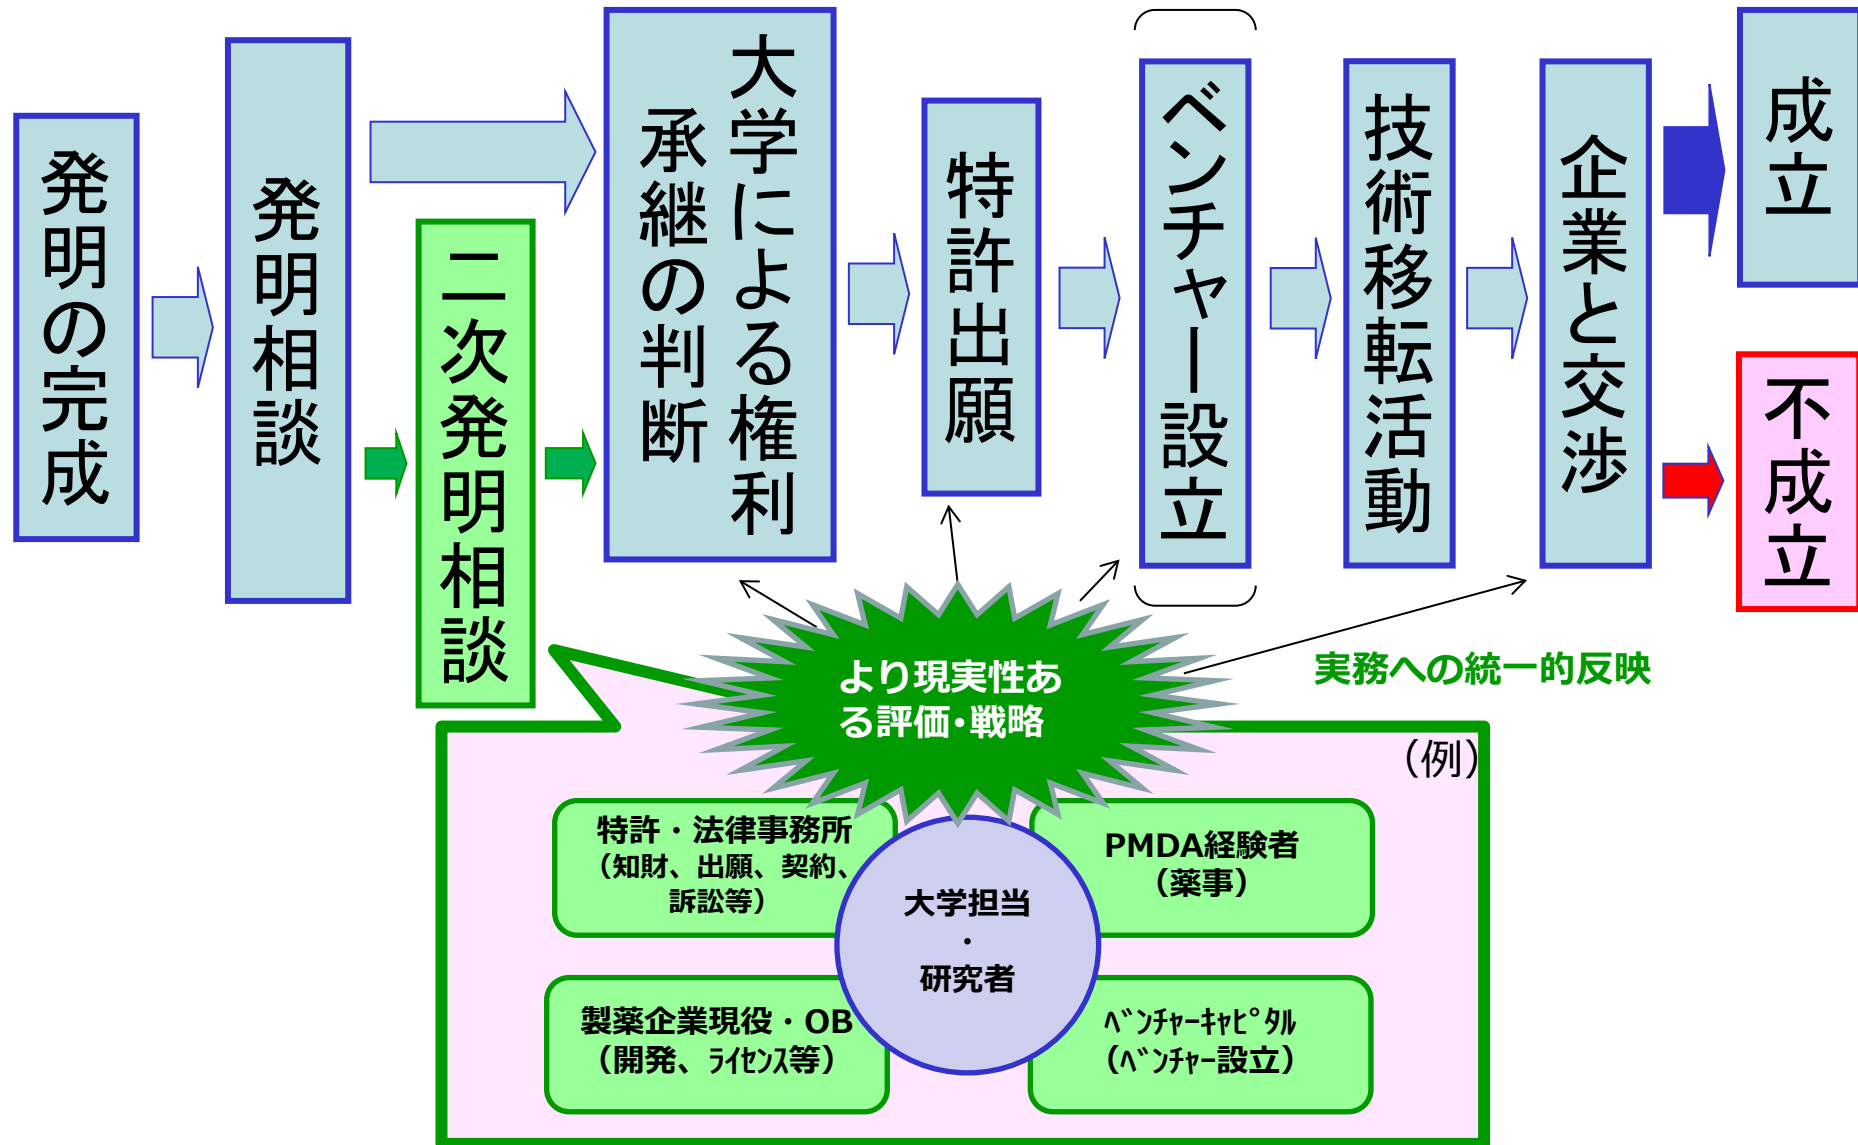 発明の完成
発明相談
二次発明相談
大学による権利
承継の判断
特許出願
ベンチャー設立
技術移転活動
企業と交渉
成立
不成立
より現実性あ
る評価・戦略
実務への統一的反映
（例）
特許・法律事務所
（知財、出願、契約、
訴訟等）
PMDA経験者
（薬事）
大学担当
・
研究者
製薬企業現役・OB
（開発、ﾗｲｾﾝｽ等）
ﾍﾞﾝﾁｬｰｷｬﾋﾟﾀﾙ
（ﾍﾞﾝﾁｬｰ設立）